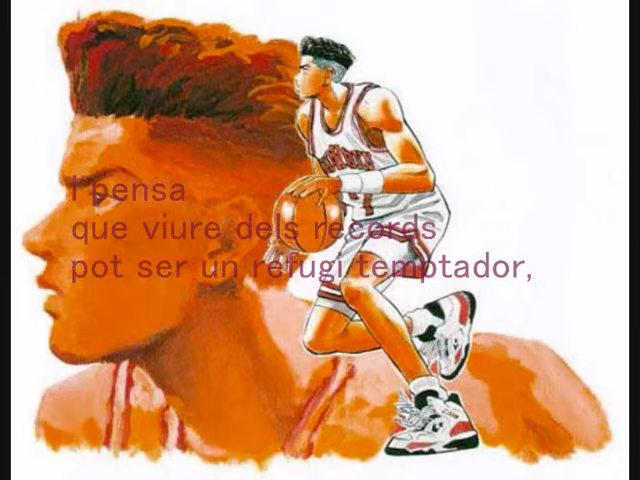 I pensa
que viure dels records
pot ser un refugi temptador,